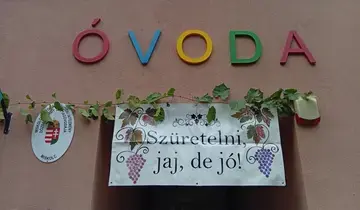 ÓVODA
Szüretelni,
jaj, de jó!